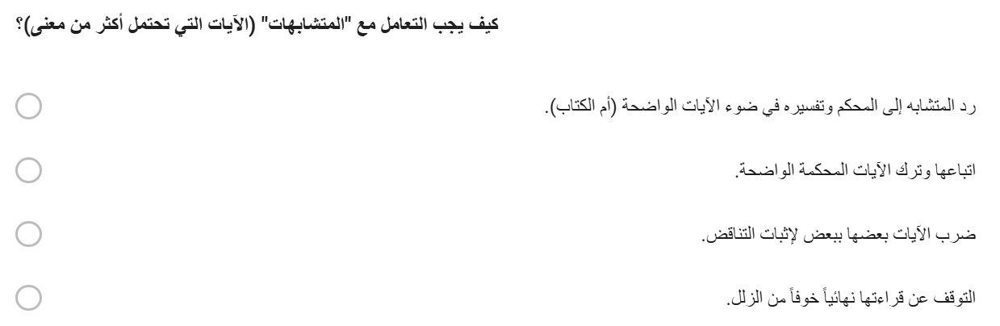 كيف يجب التعامل مع "المتشابهات" (الآيات التي تحتمل أكثر من معنى)؟
رد المتشابه إلى المحكم وتفسيره في ضوء الآيات الواضحة (أم الكتاب).
اتباعها وترك الآيات المحكمة الواضحة.
ضرب الآيات بعضها ببعض لإثبات التناقض.
التوقف عن قراءتها نهائياً خوفاً من الزلل.